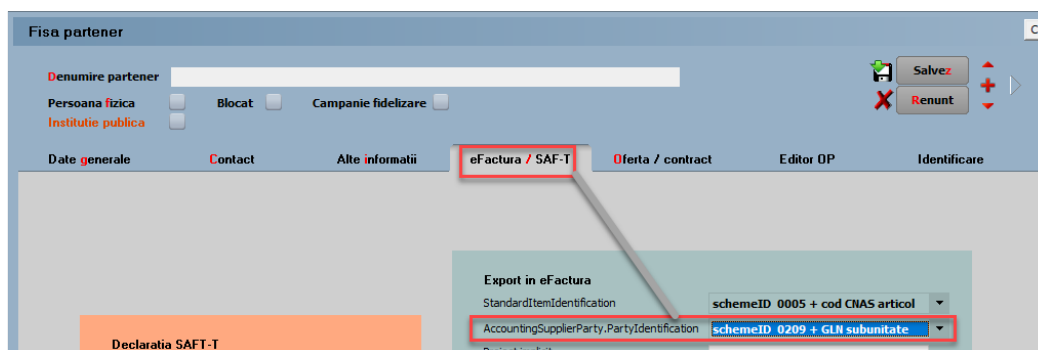 Fisa partener
Denumire partener
Salvez
Persoana fizica Blocat Campanie fidelizare
Renunt
Institutie publica
Date generale Contact Alte informatii eFactura / SAF-T Oferta / contract Editor OP Identificare
Export in eFactura
StandardItemIdentification schemeID 0005 + cod CNAS articol
AccountingSupplierParty.PartyIdentification schemeID 0209 + GLN subunitate
Declaratia SAFT-T